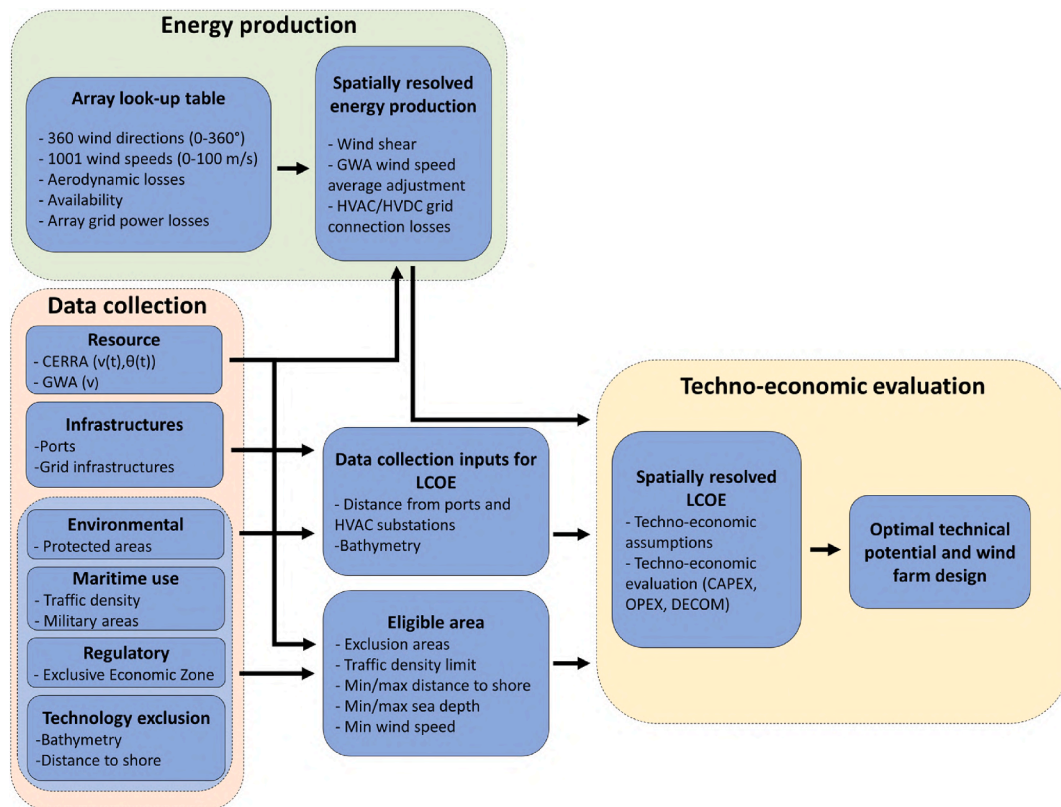 Energy production
Array look-up table
- 360 wind directions (0-360°)
- 1001 wind speeds (0-100 m/s)
- Aerodynamic losses
- Availability
- Array grid power losses
Spatially resolved
energy production
- Wind shear
- GWA wind speed
average adjustment
- HVAC/HVDC grid
connection losses
Data collection
Resource
- CERRA (v(t),θ(t))
- GWA (v)
Infrastructures
-Ports
-Grid infrastructures
Environmental
- Protected areas
Maritime use
- Traffic density
- Military areas
Regulatory
- Exclusive Economic Zone
Technology exclusion
-Bathymetry
-Distance to shore
Data collection inputs for
LCOE
- Distance from ports and
HVAC substations
-Bathymetry
Eligible area
- Exclusion areas
- Traffic density limit
- Min/max distance to shore
- Min/max sea depth
- Min wind speed
Techno-economic evaluation
Spatially resolved
LCOE
- Techno-economic
assumptions
- Techno-economic
evaluation (CAPEX,
OPEX, DECOM)
Optimal technical
potential and wind
farm design